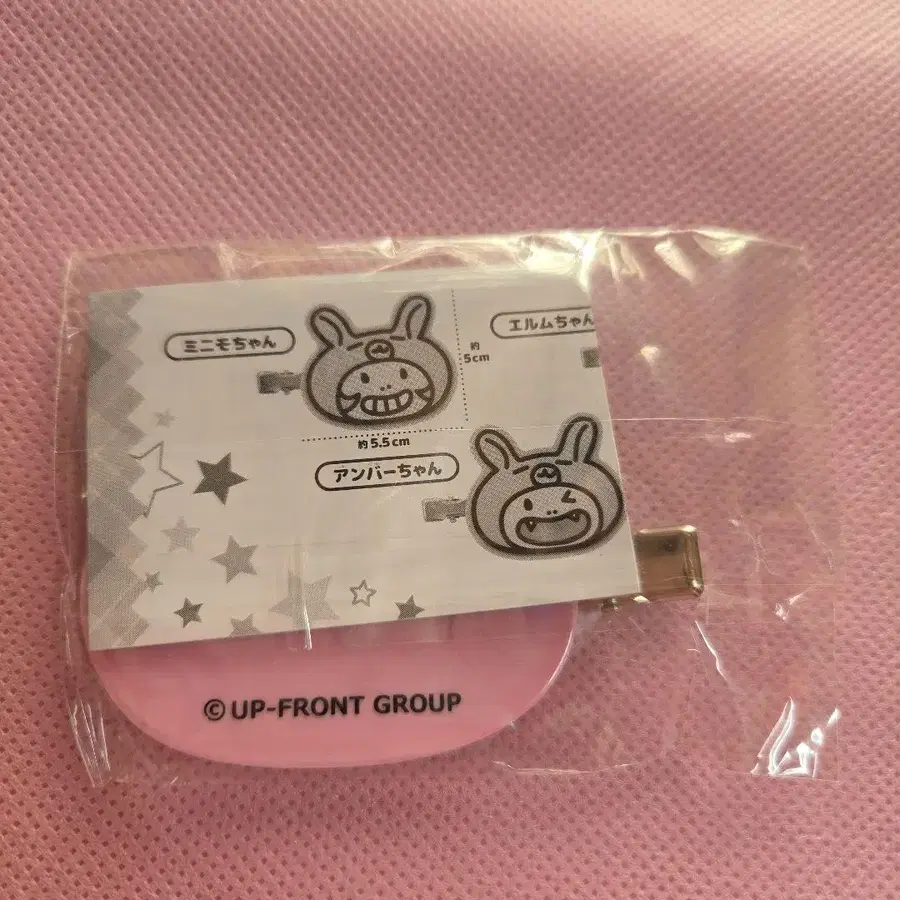 ミニモちゃん
エルムちゃん
約
5cm
約5.5cm
アンバーちゃん
© UP-FRONT GROUP